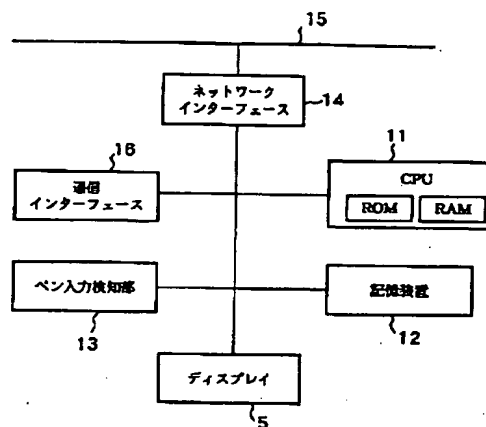 15
ネットワーク
インターフェース
14
16
通信
インターフェース
11
CPU
ROM RAM
ペン入力検知部
13
記憶装置
12
ディスプレイ
5